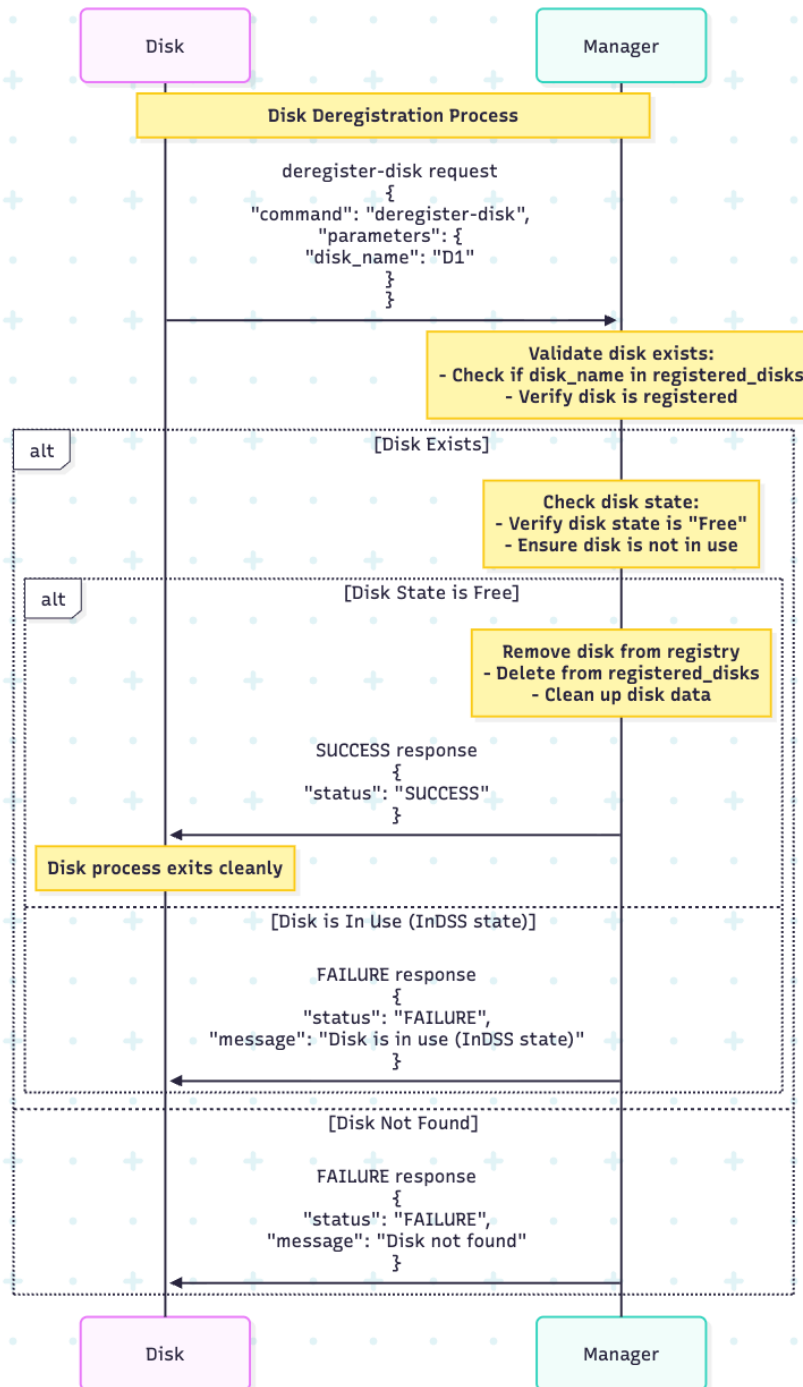 Disk
Manager
Disk Deregistration Process
deregister-disk request
{
"command": "deregister-disk",
"parameters": {
"disk_name": "D1"
}
}
Validate disk exists:
- Check if disk_name in registered_disks
- Verify disk is registered
alt
[Disk Exists]
Check disk state:
- Verify disk state is "Free"
- Ensure disk is not in use
alt
[Disk State is Free]
Remove disk from registry
- Delete from registered_disks
- Clean up disk data
SUCCESS response
{
"status": "SUCCESS"
}
Disk process exits cleanly
[Disk is In Use (InDSS state)]
FAILURE response
{
"status": "FAILURE",
"message": "Disk is in use (InDSS state)"
}
[Disk Not Found]
FAILURE response
{
"status": "FAILURE",
"message": "Disk not found"
}
Disk
Manager